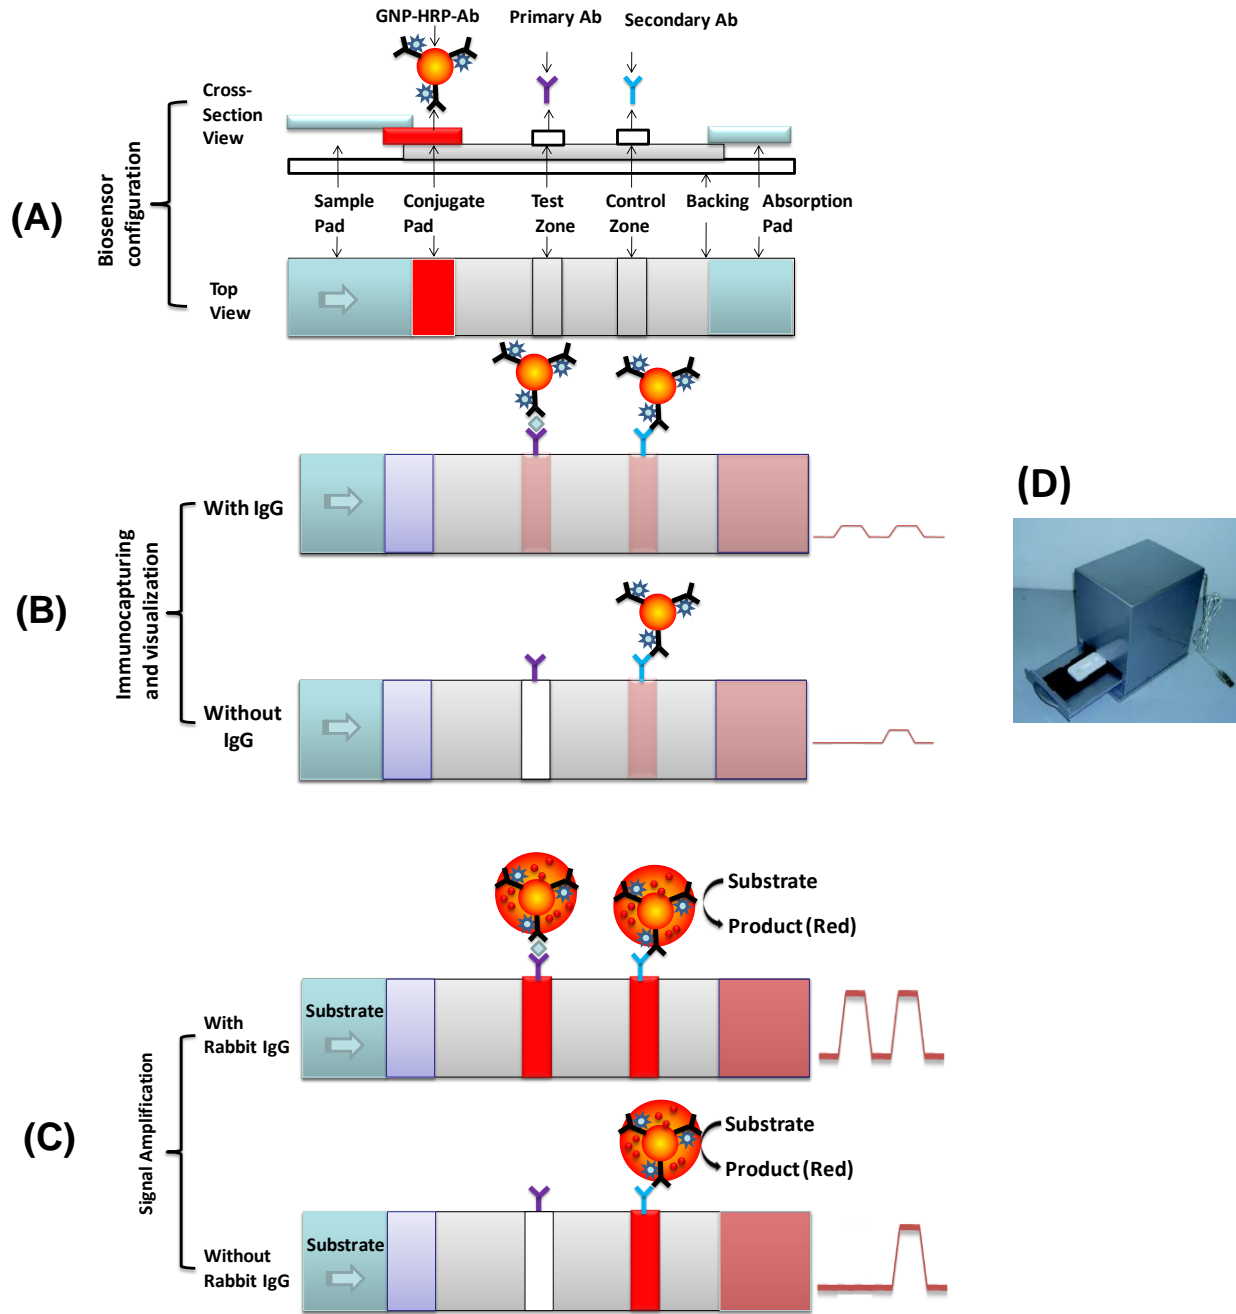 GNP-HRP-Ab Primary Ab Secondary Ab
Cross-
Section
View
Biosensor
configuration
(A)
Sample
Pad
Conjugate
Pad
Test
Zone
Control
Zone
Backing
Absorption
Pad
Top
View
(B)
Immunocapturing
and visualization
With IgG
Without
IgG
(D)
(C)
Signal Amplification
With
Rabbit IgG
Substrate
Substrate
Product (Red)
Without
Rabbit IgG
Substrate
Substrate
Product (Red)